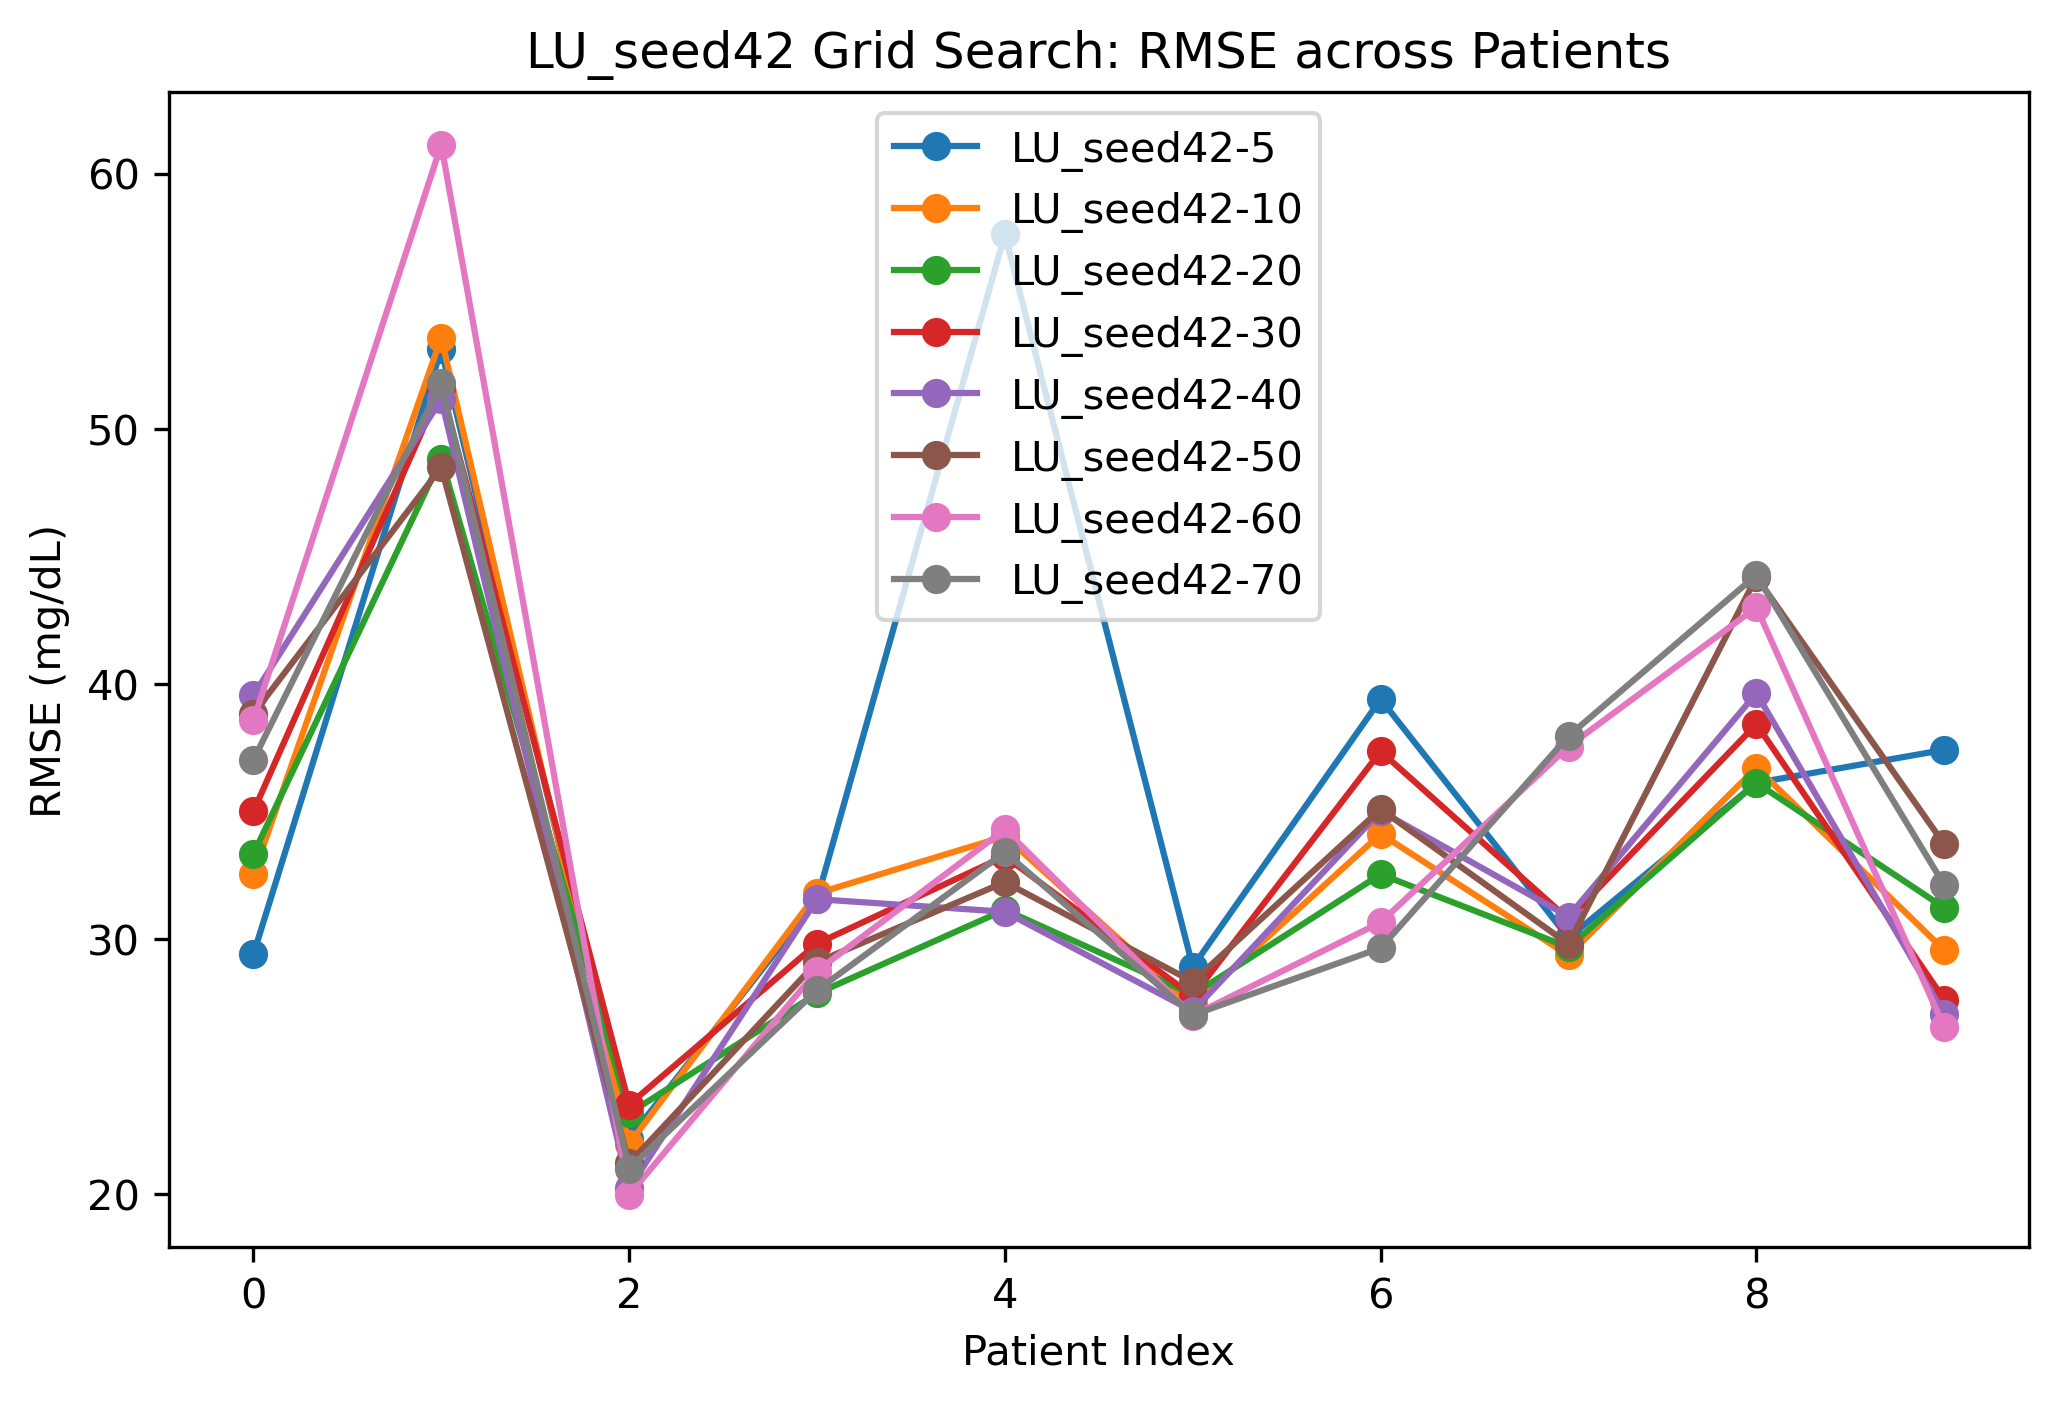 LU_seed42 Grid Search: RMSE across Patients
LU_seed42-5
LU_seed42-10
LU_seed42-20
LU_seed42-30
LU_seed42-40
LU_seed42-50
LU_seed42-60
LU_seed42-70
RMSE (mg/dL)
60
50
40
30
20
0 2 4 6 8
Patient Index